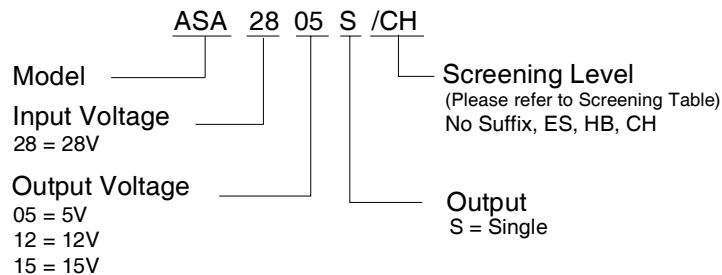 ASA 28 05 S /CH
Model
Input Voltage
28 = 28V
Output Voltage
05 = 5V
12 = 12V
15 = 15V
Screening Level
(Please refer to Screening Table)
No Suffix, ES, HB, CH
Output
S = Single